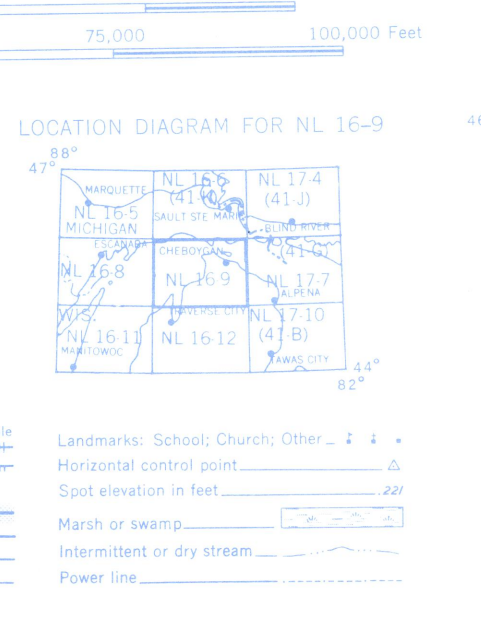 75,000 100,000 Feet
LOCATION DIAGRAM FOR NL 16-9
46
88°
47°
MARQUETTE
NL 16-5
MICHIGAN
NL 16-6
SAULT STE MARIE
NL 17-4
(41-J)
BLIND RIVER
ESCANABA
NL 16-8
CHEBOYGAN
NL 16-9
(41-G)
NL 17-7
ALPENA
WIS.
NL 16-11
MANITOWOC
TRAVERSE CITY
NL 16-12
NL 17-10
(41-B)
TAWAS CITY
44°
82°
le
Landmarks: School; Church; Other
Horizontal control point
Spot elevation in feet .221
Marsh or swamp
Intermittent or dry stream
Power line